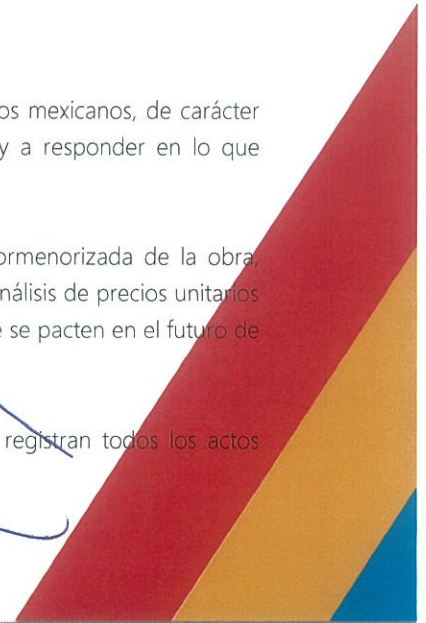 os mexicanos, de carácter
y a responder en lo que
ormenorizada de la obra,
nálisis de precios unitarios
e se pacten en el futuro de
registran todos los actos